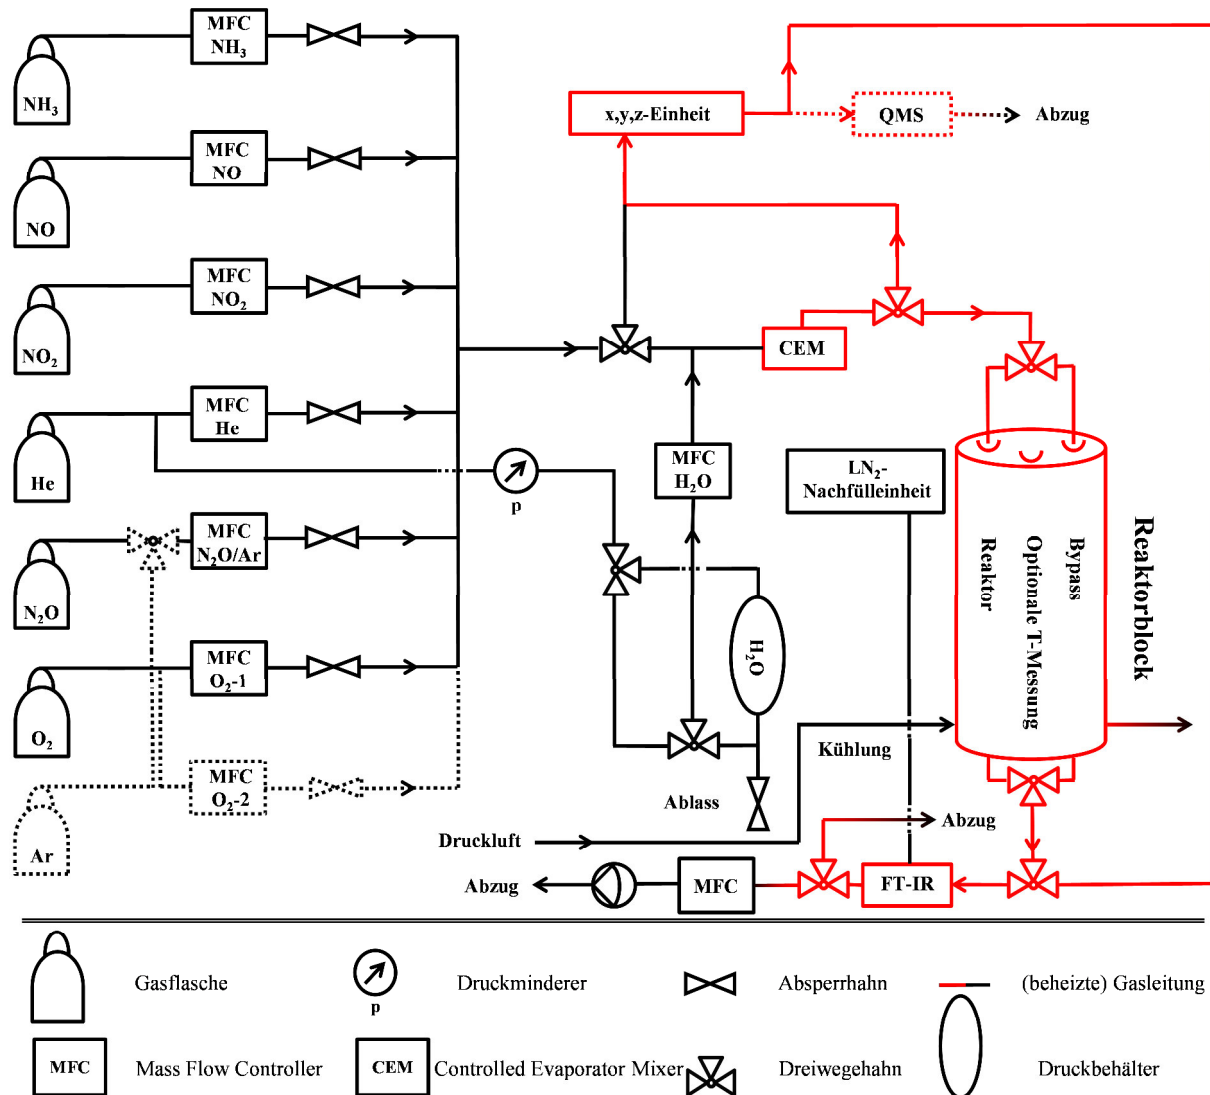 MFC
NH₃
NH₃
MFC
NO
NO
MFC
NO₂
NO₂
MFC
He
He
MFC
N₂O/Ar
N₂O
MFC
O₂-1
O₂
MFC
O₂-2
Ar
x,y,z-Einheit
QMS
Abzug
CEM
MFC
H₂O
p
H₂O
Ablass
LN₂-
Nachfülleinheit
Reaktor
Optionale T-Messung
Bypass
Reaktorblock
Kühlung
Druckluft
Abzug
Abzug
MFC
FT-IR
Gasflasche
p
Druckminderer
Absperrhahn
(beheizte) Gasleitung
MFC
Mass Flow Controller
CEM
Controlled Evaporator Mixer
Dreiwegehahn
Druckbehälter